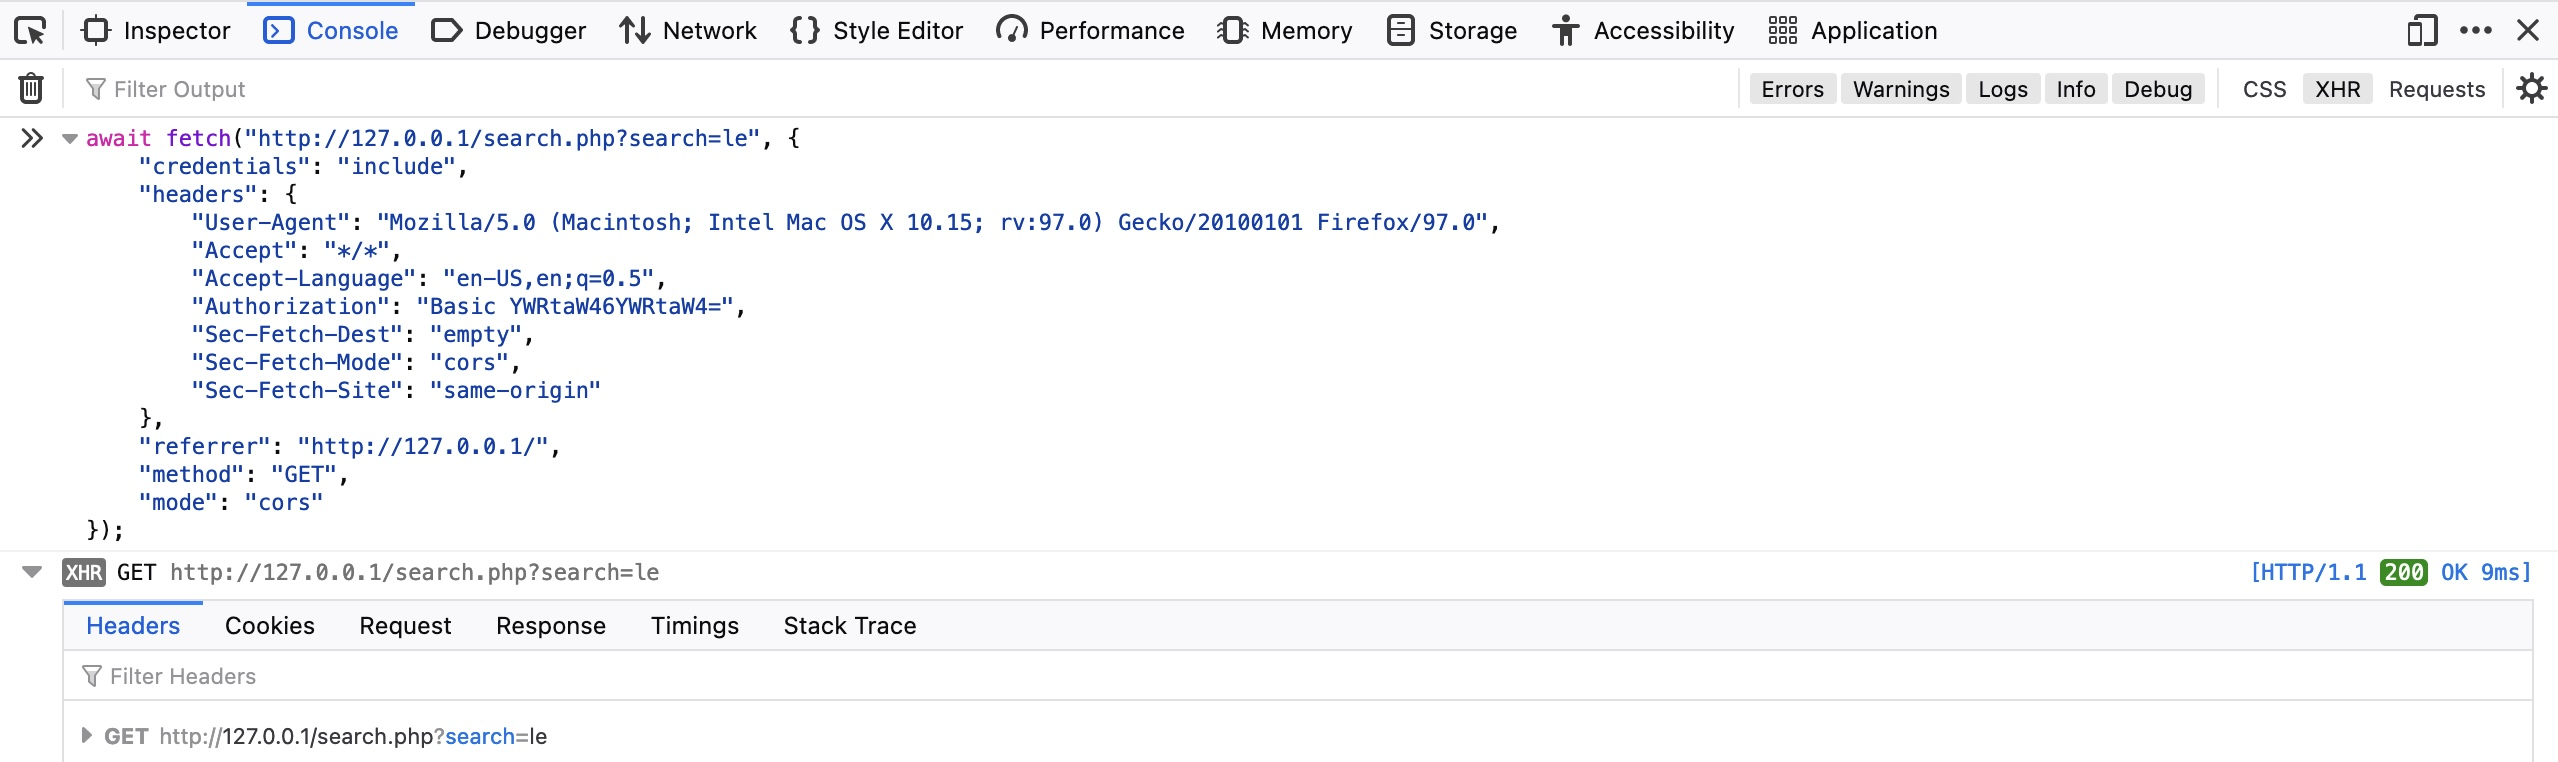 Inspector Console Debugger Network Style Editor Performance Memory Storage Accessibility Application
Filter Output Errors Warnings Logs Info Debug CSS XHR Requests
await fetch("http://127.0.0.1/search.php?search=le", {
    "credentials": "include",
    "headers": {
        "User-Agent": "Mozilla/5.0 (Macintosh; Intel Mac OS X 10.15; rv:97.0) Gecko/20100101 Firefox/97.0",
        "Accept": "*/*",
        "Accept-Language": "en-US,en;q=0.5",
        "Authorization": "Basic YWRtaW46YWRtaW4=",
        "Sec-Fetch-Dest": "empty",
        "Sec-Fetch-Mode": "cors",
        "Sec-Fetch-Site": "same-origin"
    },
    "referrer": "http://127.0.0.1/",
    "method": "GET",
    "mode": "cors"
});
XHR GET http://127.0.0.1/search.php?search=le [HTTP/1.1 200 OK 9ms]
Headers Cookies Request Response Timings Stack Trace
Filter Headers
GET http://127.0.0.1/search.php?search=le